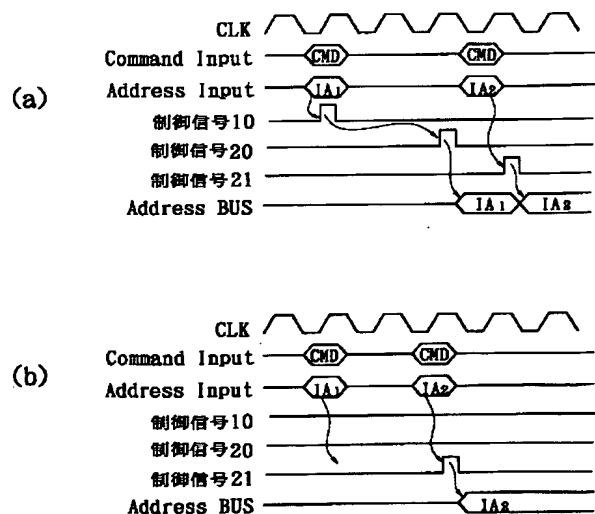 (a)
CLK
Command Input CMD CMD
Address Input IA1 IA2
制御信号10
制御信号20
制御信号21
Address BUS IA1 IA2
(b)
CLK
Command Input CMD CMD
Address Input IA1 IA2
制御信号10
制御信号20
制御信号21
Address BUS IA2